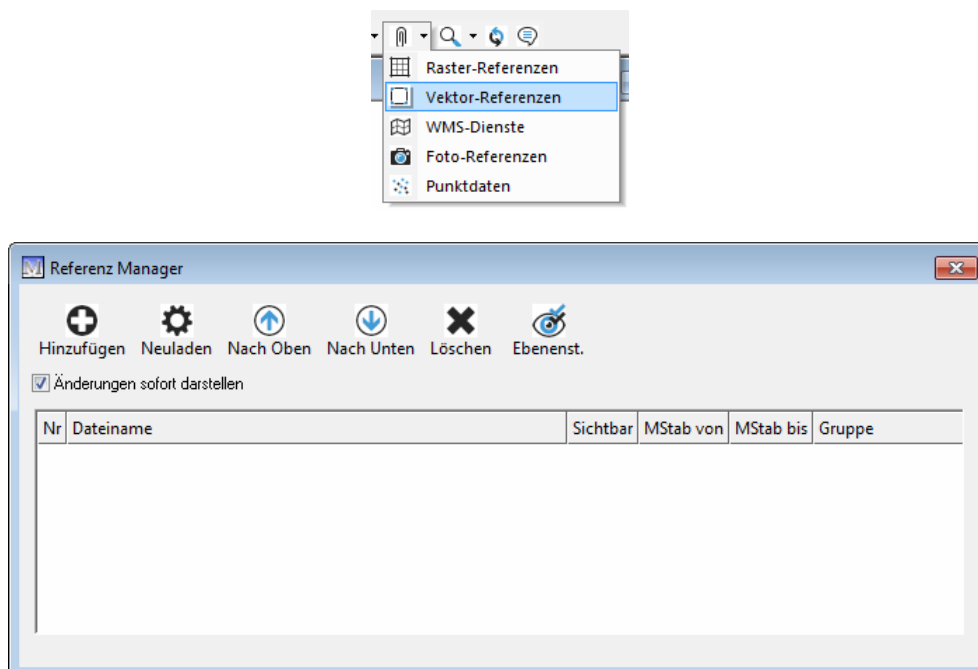 Raster-Referenzen
Vektor-Referenzen
WMS-Dienste
Foto-Referenzen
Punktdaten
Referenz Manager
Hinzufügen Neuladen Nach Oben Nach Unten Löschen Ebenenst.
Änderungen sofort darstellen
Nr Dateiname Sichtbar MStab von MStab bis Gruppe